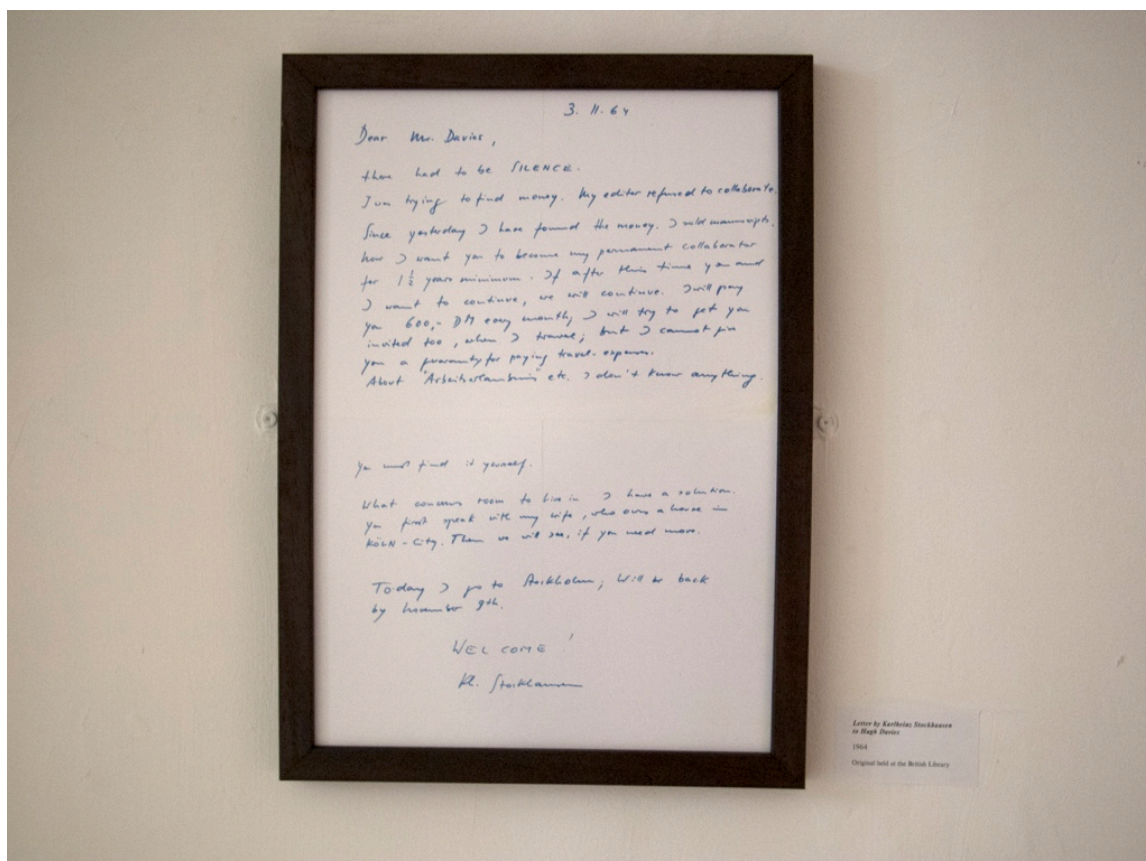 3. 11. 64
Dear Mr. Davies,
there had to be SILENCE.
I was trying to find money. My editor refused to collaborate.
Since yesterday I have found the money. I sold manuscripts.
Now I want you to become my permanent collaborator
for 1½ years minimum. If after this time you and
I want to continue, we will continue. I will pay
you 600,- DM every month; I will try to get you
invited too, when I travel; but I cannot give
you a guaranty for paying travel-expenses.
About "Arbeitserlaubnis" etc. I don't know anything.
You must find it yourself.
What concerns room to live in I have a solution.
You first speak with my wife, who owns a house in
KÖLN-City. Then we will see, if you need more.
Today I go to Stockholm; will be back
by November 9th.
WELCOME!
Kl. Stockhausen
Letter by Karlheinz Stockhausen
to Hugh Davies
1964
Original held at the British Library